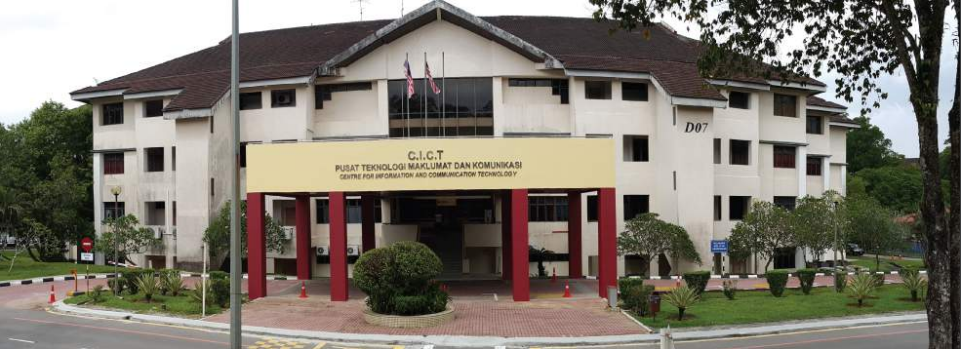 C.I.C.T
PUSAT TEKNOLOGI MAKLUMAT DAN KOMUNIKASI
CENTRE FOR INFORMATION AND COMMUNICATION TECHNOLOGY
D07